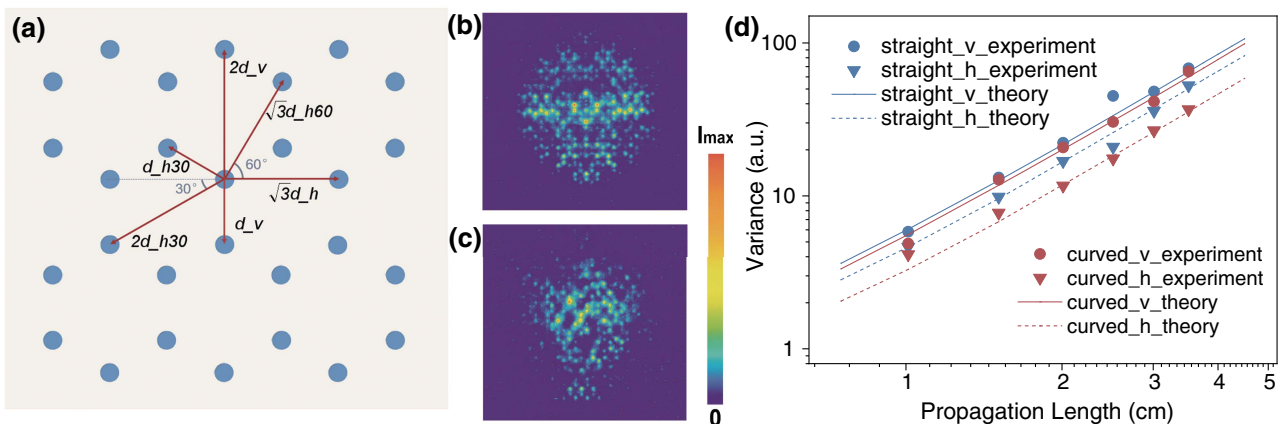 (a)
2d_v
√3d_h60
d_h30
60°
30°
√3d_h
d_v
2d_h30
(b)
(c)
Imax
0
(d)
Variance (a.u.)
100
10
1
straight_v_experiment
straight_h_experiment
straight_v_theory
straight_h_theory
curved_v_experiment
curved_h_experiment
curved_v_theory
curved_h_theory
1
2
3
4
5
Propagation Length (cm)